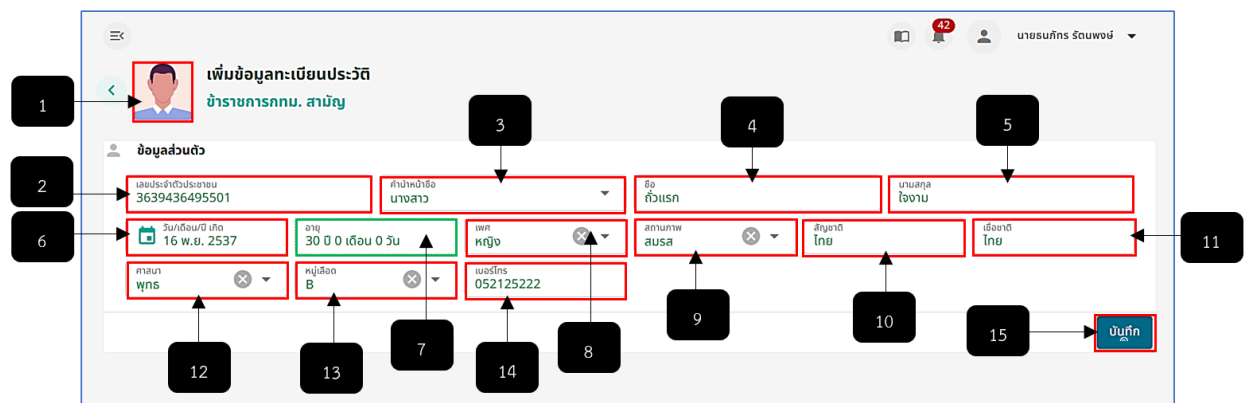 42
นายธนภัทร รัตนพงษ์
เพิ่มข้อมูลทะเบียนประวัติ
ข้าราชการกทม. สามัญ
1
3
4
5
ข้อมูลส่วนตัว
2
เลขประจำตัวประชาชน
3639436495501
คำนำหน้าชื่อ
นางสาว
ชื่อ
ถั่วแรก
นามสกุล
ใจงาม
6
วัน/เดือน/ปี เกิด
16 พ.ย. 2537
อายุ
30 ปี 0 เดือน 0 วัน
เพศ
หญิง
สถานภาพ
สมรส
สัญชาติ
ไทย
เชื้อชาติ
ไทย
11
ศาสนา
พุทธ
หมู่เลือด
B
เบอร์โทร
052125222
9
10
15
บันทึก
7
8
12
13
14